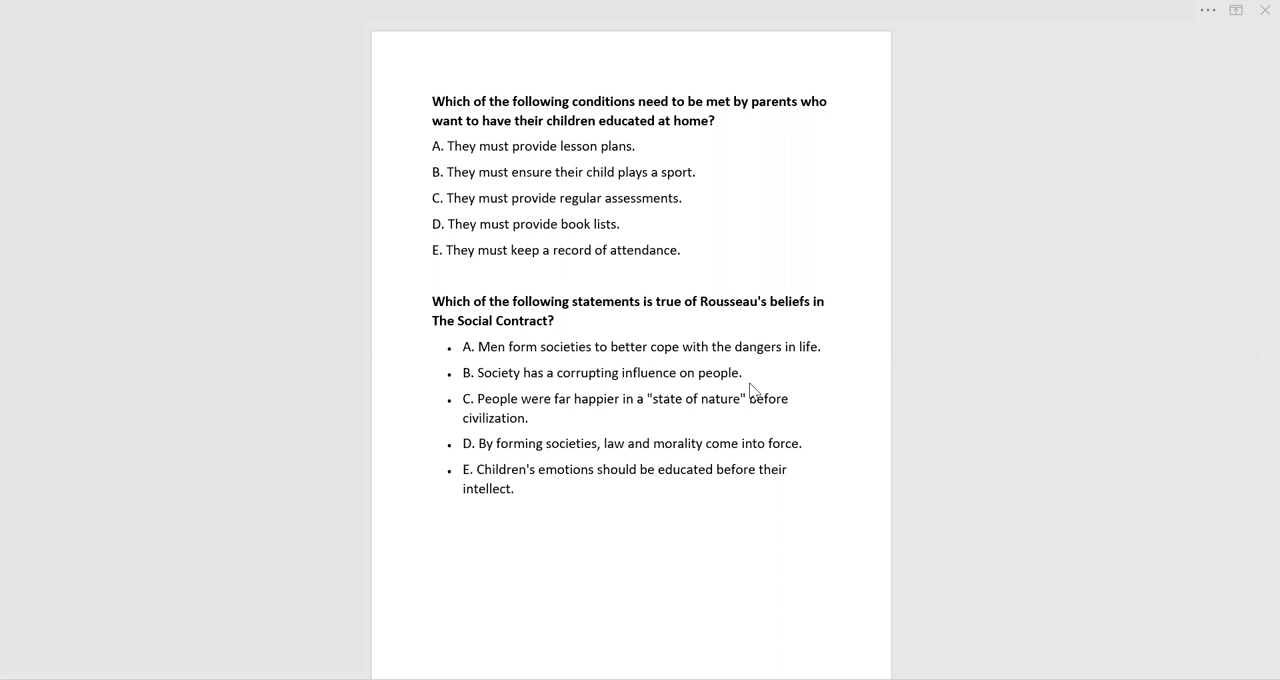 Which of the following conditions need to be met by parents who
want to have their children educated at home?
A. They must provide lesson plans.
B. They must ensure their child plays a sport.
C. They must provide regular assessments.
D. They must provide book lists.
E. They must keep a record of attendance.
Which of the following statements is true of Rousseau's beliefs in
The Social Contract?
• A. Men form societies to better cope with the dangers in life.
• B. Society has a corrupting influence on people.
• C. People were far happier in a "state of nature" before
civilization.
• D. By forming societies, law and morality come into force.
• E. Children's emotions should be educated before their
intellect.